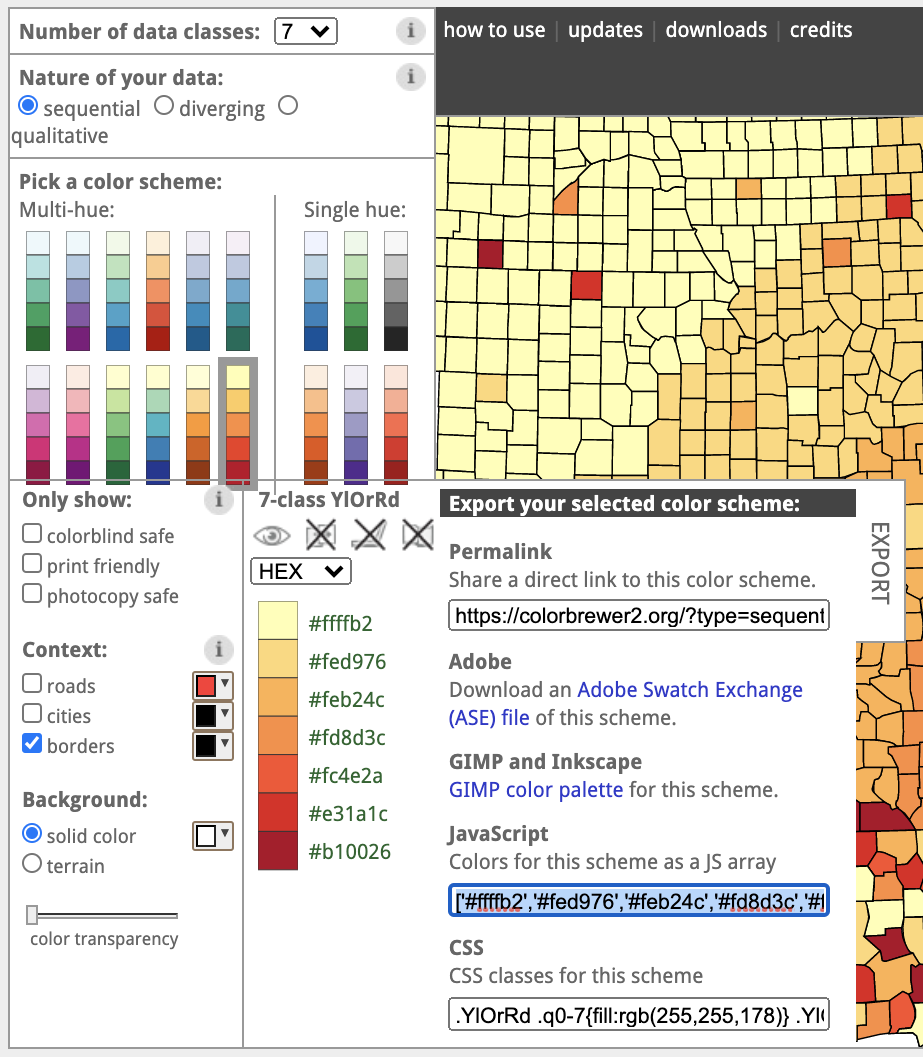 Number of data classes: 7 i
how to use | updates | downloads | credits
Nature of your data: i
sequential diverging
qualitative
Pick a color scheme:
Multi-hue: Single hue:
Only show: i
colorblind safe
print friendly
photocopy safe
Context: i
roads
cities
borders
Background:
solid color
terrain
color transparency
7-class YlOrRd
HEX
#ffffb2
#fed976
#feb24c
#fd8d3c
#fc4e2a
#e31a1c
#b10026
Export your selected color scheme:
Permalink
Share a direct link to this color scheme.
https://colorbrewer2.org/?type=sequent
Adobe
Download an Adobe Swatch Exchange
(ASE) file of this scheme.
GIMP and Inkscape
GIMP color palette for this scheme.
JavaScript
Colors for this scheme as a JS array
['#ffffb2','#fed976','#feb24c','#fd8d3c','#f
CSS
CSS classes for this scheme
.YlOrRd .q0-7{fill:rgb(255,255,178)} .YlO
EXPORT